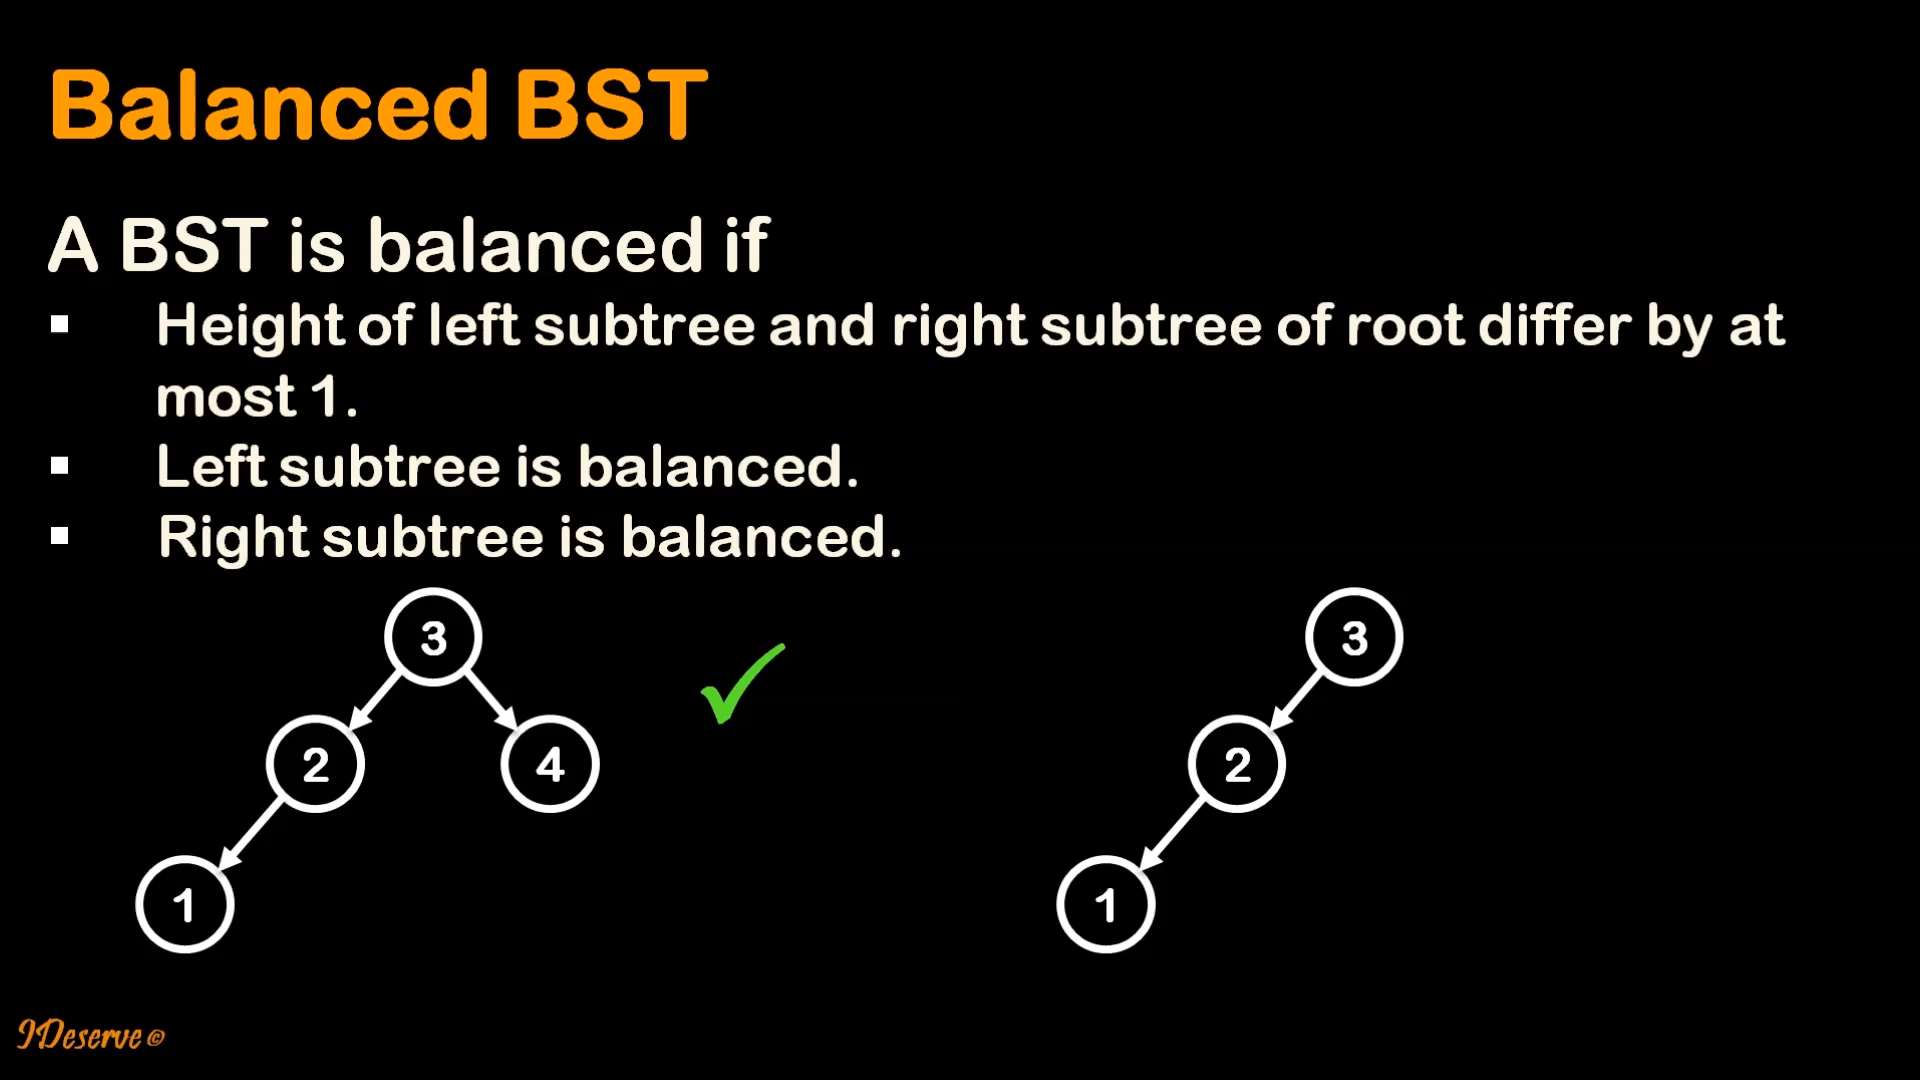 Balanced BST
A BST is balanced if
▪ Height of left subtree and right subtree of root differ by at
most 1.
▪ Left subtree is balanced.
▪ Right subtree is balanced.
3
3
2
4
2
1
1
IDeserve ©